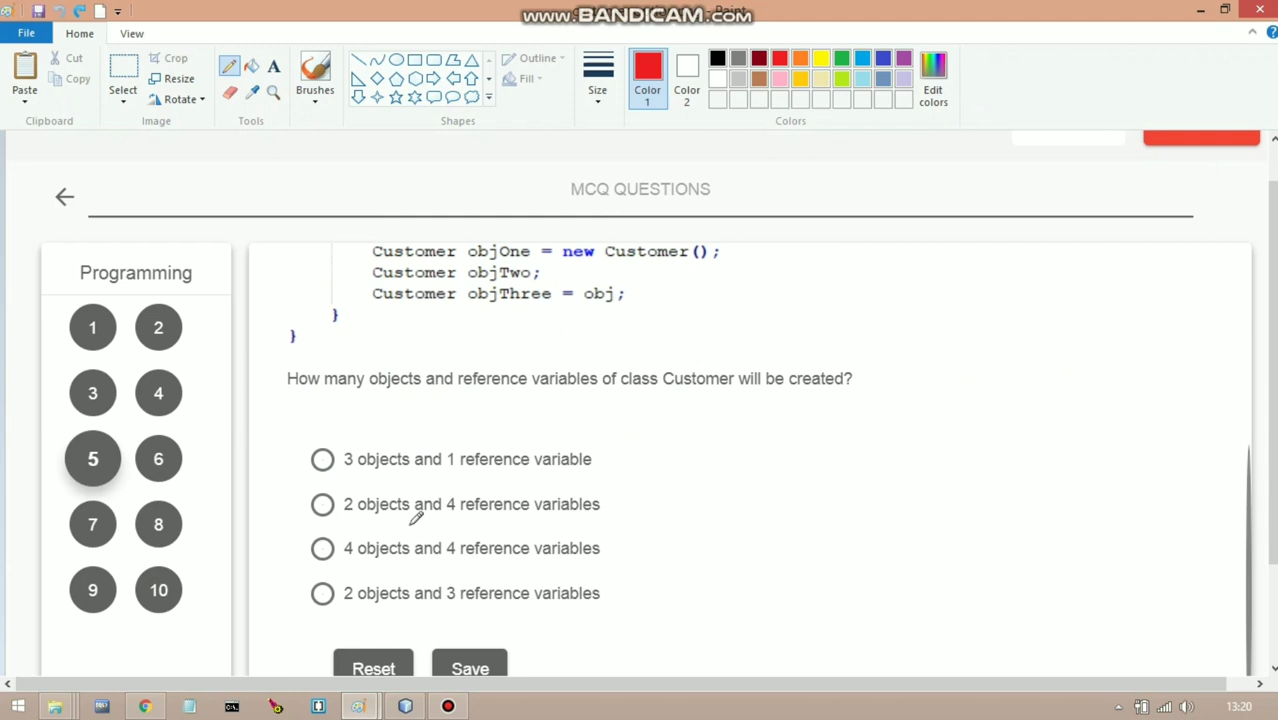 www.BANDICAM.com
Paint
File
Home
View
Paste
Cut
Copy
Clipboard
Select
Crop
Resize
Rotate
Image
Tools
Brushes
Outline
Fill
Shapes
Size
Color
1
Color
2
Edit
colors
Colors
MCQ QUESTIONS
Programming
1 2
3 4
5 6
7 8
9 10
Customer objOne = new Customer();
Customer objTwo;
Customer objThree = obj;
}
}
How many objects and reference variables of class Customer will be created?
3 objects and 1 reference variable
2 objects and 4 reference variables
4 objects and 4 reference variables
2 objects and 3 reference variables
Reset Save
13:20